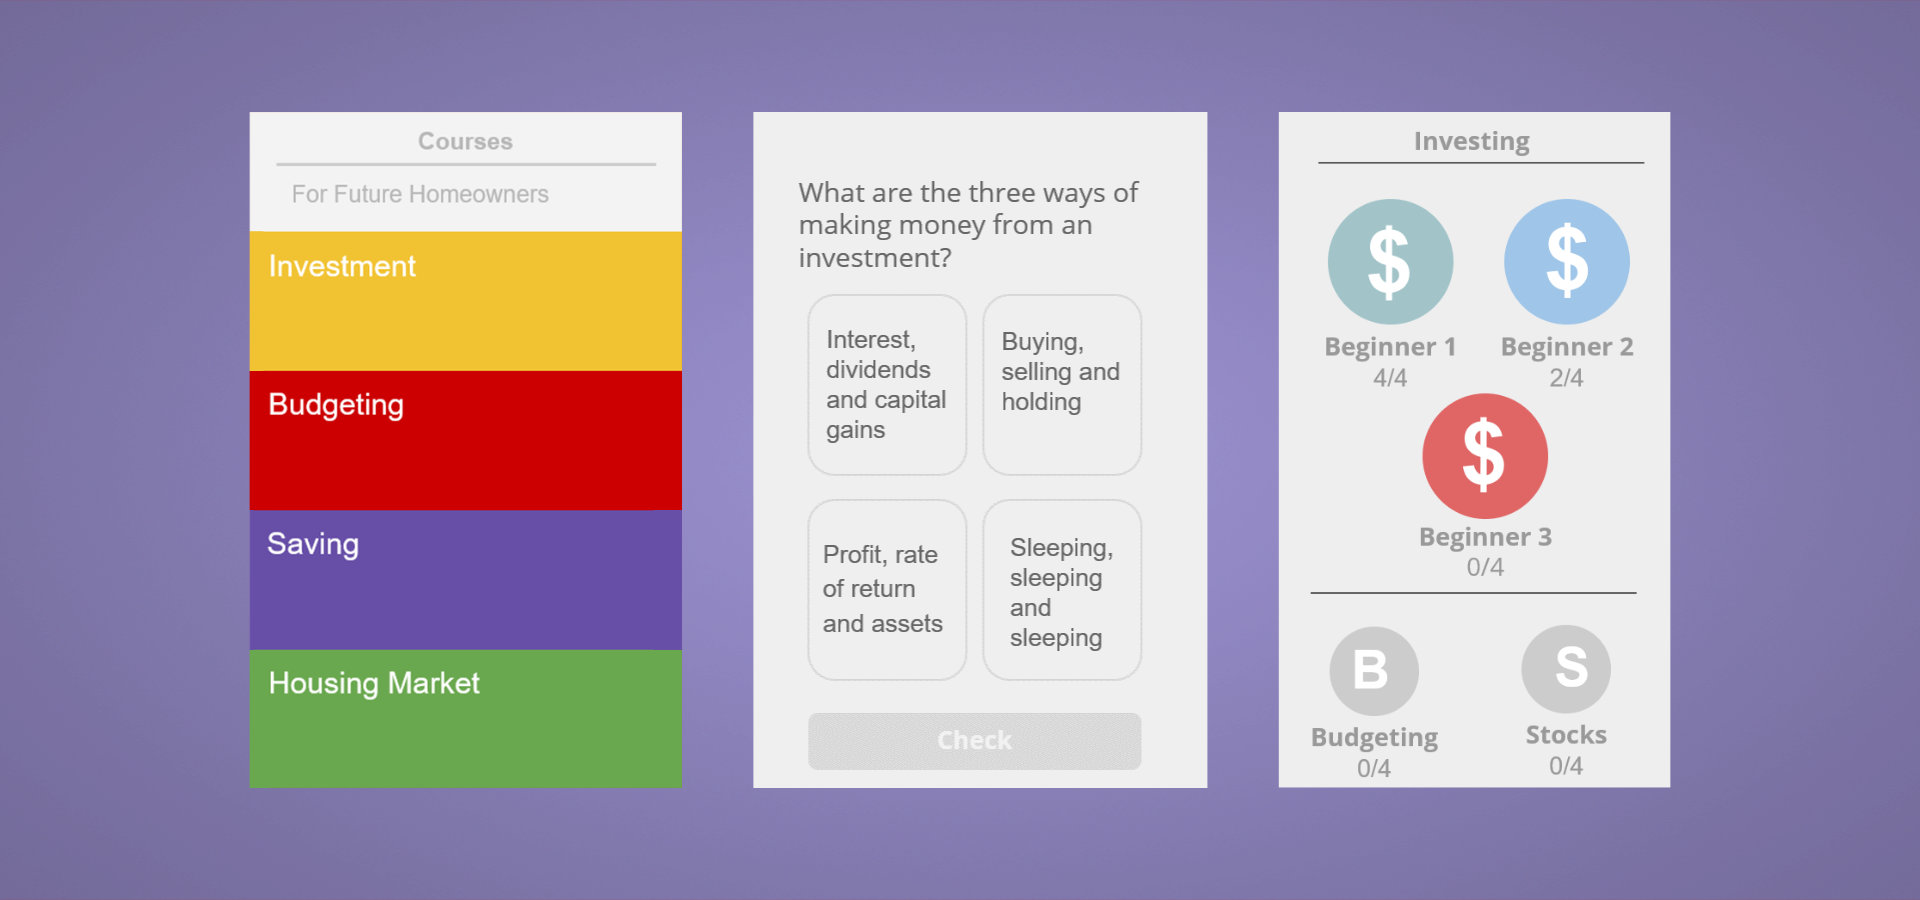 Courses
For Future Homeowners
Investment
Budgeting
Saving
Housing Market
What are the three ways of
making money from an
investment?
Interest,
dividends
and capital
gains
Buying,
selling and
holding
Profit, rate
of return
and assets
Sleeping,
sleeping
and
sleeping
Check
Investing
$
$
Beginner 1
Beginner 2
4/4
2/4
$
Beginner 3
0/4
B
S
Budgeting
Stocks
0/4
0/4